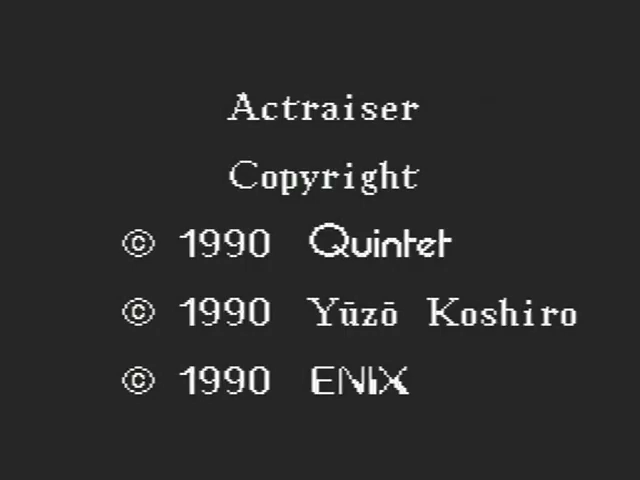 Actraiser
Copyright
© 1990 Quintet
© 1990 Yūzō Koshiro
© 1990 ENIX